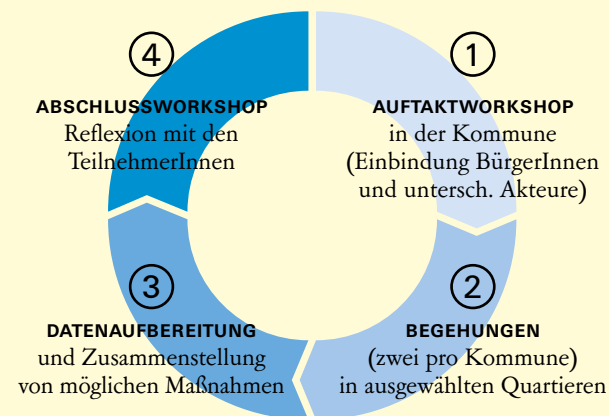 1
AUFTAKTWORKSHOP
in der Kommune
(Einbindung BürgerInnen
und untersch. Akteure)
2
BEGEHUNGEN
(zwei pro Kommune)
in ausgewählten Quartieren
3
DATENAUFBEREITUNG
und Zusammenstellung
von möglichen Maßnahmen
4
ABSCHLUSSWORKSHOP
Reflexion mit den
TeilnehmerInnen